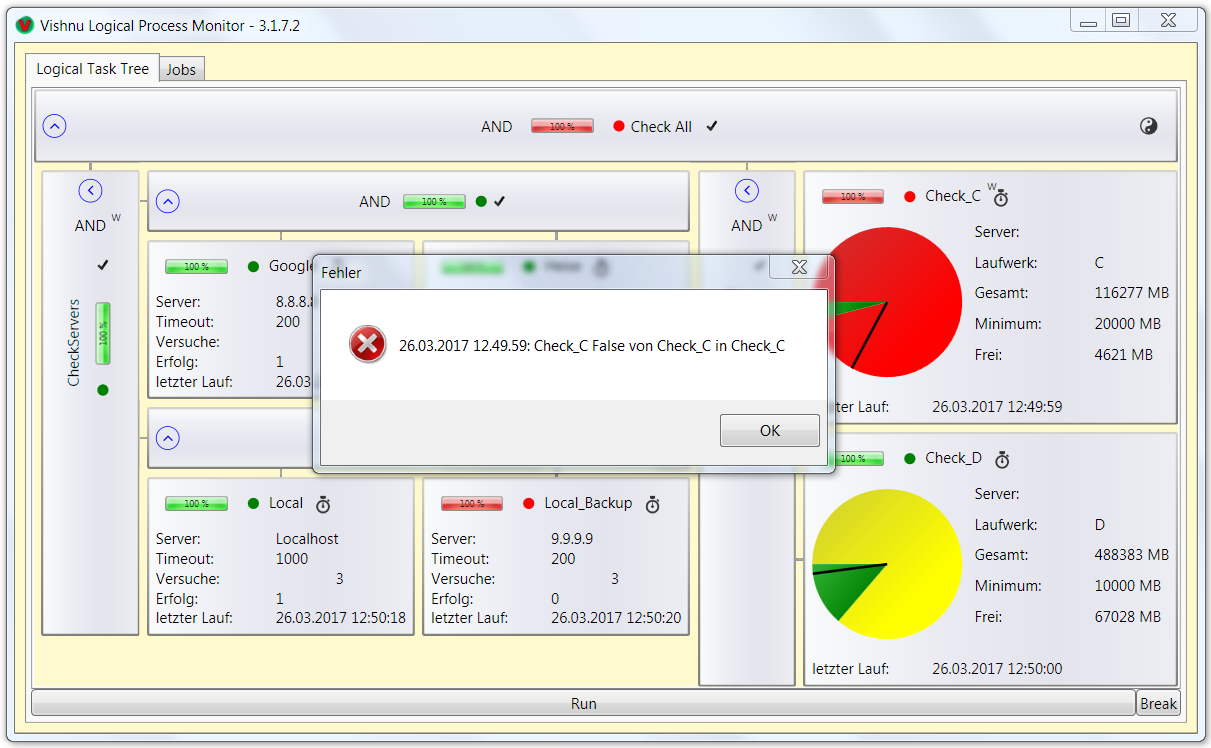 Vishnu Logical Process Monitor - 3.1.7.2
Logical Task Tree
Jobs
AND 100 % Check All
AND W
CheckServers
100 %
AND 100 %
100 % Google
Server: 8.8.8.8
Timeout: 200
Versuche:
Erfolg: 1
letzter Lauf: 26.03
Fehler
26.03.2017 12.49.59: Check_C False von Check_C in Check_C
OK
100 % Local
Server: Localhost
Timeout: 1000
Versuche: 3
Erfolg: 1
letzter Lauf: 26.03.2017 12:50:18
100 % Local_Backup
Server: 9.9.9.9
Timeout: 200
Versuche: 3
Erfolg: 0
letzter Lauf: 26.03.2017 12:50:20
AND W
100 % Check_C W
Server:
Laufwerk: C
Gesamt: 116277 MB
Minimum: 20000 MB
Frei: 4621 MB
ter Lauf: 26.03.2017 12:49:59
100 % Check_D
Server:
Laufwerk: D
Gesamt: 488383 MB
Minimum: 10000 MB
Frei: 67028 MB
letzter Lauf: 26.03.2017 12:50:00
Run
Break